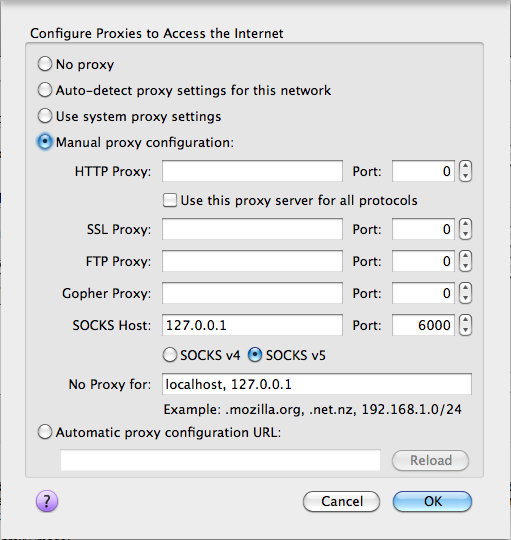 Configure Proxies to Access the Internet
No proxy
Auto-detect proxy settings for this network
Use system proxy settings
Manual proxy configuration:
HTTP Proxy: Port: 0
Use this proxy server for all protocols
SSL Proxy: Port: 0
FTP Proxy: Port: 0
Gopher Proxy: Port: 0
SOCKS Host: 127.0.0.1 Port: 6000
SOCKS v4 SOCKS v5
No Proxy for: localhost, 127.0.0.1
Example: .mozilla.org, .net.nz, 192.168.1.0/24
Automatic proxy configuration URL:
Reload
? Cancel OK